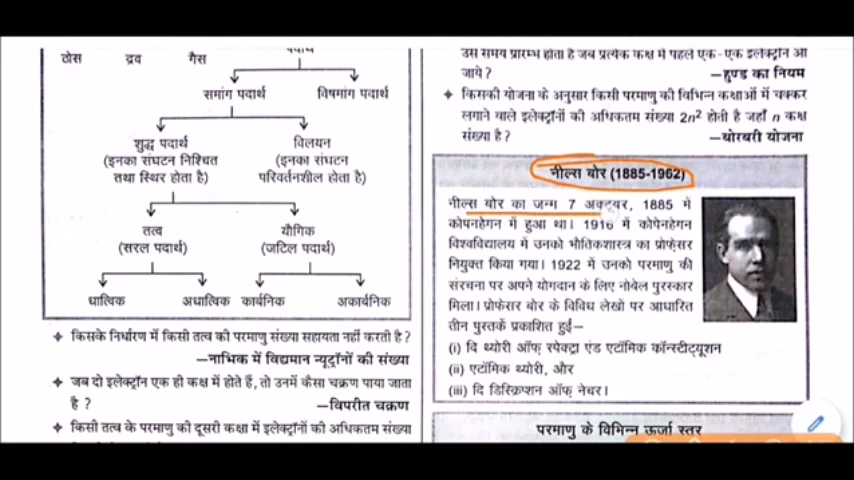 पदार्थ
ठोस द्रव गैस
समांग पदार्थ विषमांग पदार्थ
शुद्ध पदार्थ
(इनका संघटन निश्चित
तथा स्थिर होता है)
विलयन
(इनका संघटन
परिवर्तनशील होता है)
तत्व
(सरल पदार्थ)
यौगिक
(जटिल पदार्थ)
धात्विक अधात्विक कार्बनिक अकार्बनिक
किसके निर्धारण में किसी तत्व की परमाणु संख्या सहायता नहीं करती है?
—नाभिक में विद्यमान न्यूट्रॉनों की संख्या
जब दो इलेक्ट्रॉन एक ही कक्ष में होते हैं, तो उनमें कैसा चक्रण पाया जाता
है ?
—विपरीत चक्रण
किसी तत्व के परमाणु की दूसरी कक्षा में इलेक्ट्रॉनों की अधिकतम संख्या
उस समय प्रारम्भ होता है जब प्रत्येक कक्ष में पहले एक-एक इलेक्ट्रॉन आ
जाये ?
—हुण्ड का नियम
किसकी योजना के अनुसार किसी परमाणु की विभिन्न कक्षाओं में चक्कर
लगाने वाले इलेक्ट्रॉनों की अधिकतम संख्या 2n² होती है जहाँ n कक्ष
संख्या है ?
—बोरबरी योजना
नील्स बोर (1885-1962)
नील्स बोर का जन्म 7 अक्टूबर, 1885 में
कोपनहेगन में हुआ था। 1916 में कोपेनहेगन
विश्वविद्यालय में उनको भौतिकशास्त्र का प्रोफ़ेसर
नियुक्त किया गया। 1922 में उनको परमाणु की
संरचना पर अपने योगदान के लिए नोबेल पुरस्कार
मिला। प्रोफेसर बोर के विविध लेखो पर आधारित
तीन पुस्तकें प्रकाशित हुईं—
(i) दि थ्योरी ऑफ़ स्पेक्ट्रा एंड एटॉमिक कॉन्स्टीट्यूशन
(ii) एटॉमिक थ्योरी, और
(iii) दि डिस्क्रिप्शन ऑफ़ नेचर।
परमाणु के विभिन्न ऊर्जा स्तर